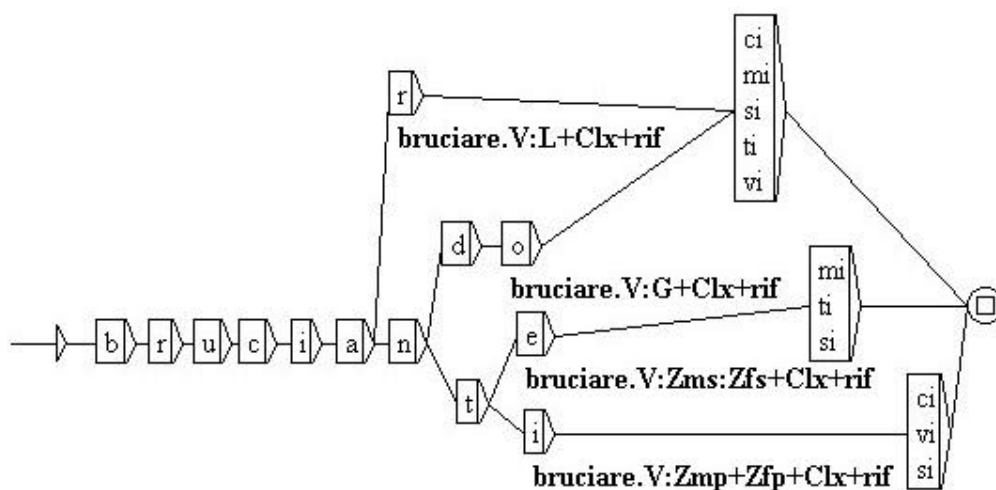 ci
mi
si
ti
vi
r
bruciare.V:L+Clx+rif
d o
bruciare.V:G+Clx+rif
mi
ti
si
b r u c i a n
e
bruciare.V:Zms:Zfs+Clx+rif
t
i
ci
vi
si
bruciare.V:Zmp+Zfp+Clx+rif